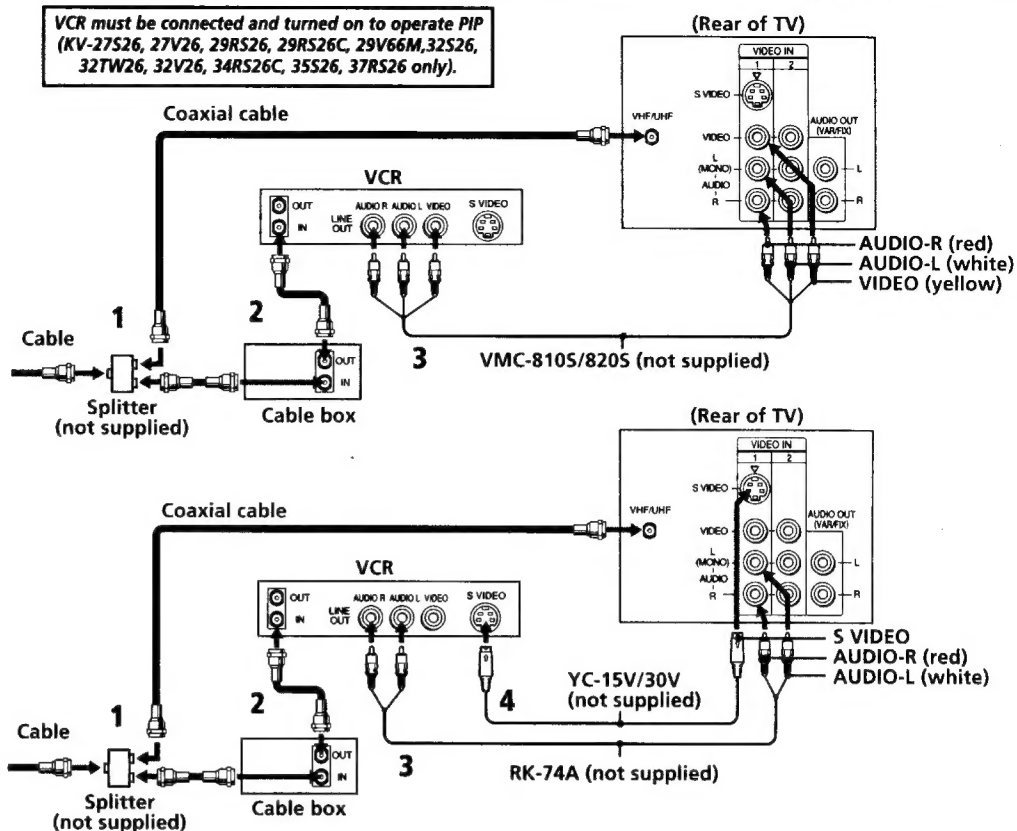 VCR must be connected and turned on to operate PIP
(KV-27S26, 27V26, 29RS26, 29RS26C, 29V66M,32S26,
32TW26, 32V26, 34RS26C, 35S26, 37RS26 only).
(Rear of TV)
VIDEO IN
1 2
Coaxial cable
S VIDEO
VHF/UHF
AUDIO OUT
(VAR/FIX)
VIDEO
L
(MONO)
AUDIO
R
L
R
VCR
OUT
IN
LINE
OUT
AUDIO R AUDIO L VIDEO
S VIDEO
AUDIO-R (red)
AUDIO-L (white)
VIDEO (yellow)
1
2
3
VMC-810S/820S (not supplied)
Cable
Splitter
(not supplied)
OUT
IN
Cable box
(Rear of TV)
VIDEO IN
1 2
S VIDEO
Coaxial cable
VHF/UHF
AUDIO OUT
(VAR/FIX)
VIDEO
L
(MONO)
AUDIO
R
L
R
VCR
OUT
IN
LINE
OUT
AUDIO R AUDIO L VIDEO
S VIDEO
S VIDEO
AUDIO-R (red)
AUDIO-L (white)
1
2
4
YC-15V/30V
(not supplied)
3
RK-74A (not supplied)
Cable
Splitter
(not supplied)
OUT
IN
Cable box